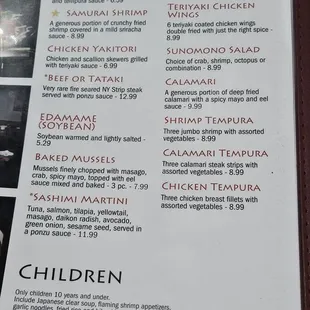 and tempura sauce - 6.59
★ Samurai Shrimp
A generous portion of crunchy fried
shrimp covered in a mild sriracha
sauce - 8.99
Chicken Yakitori
Chicken and scallion skewers grilled
with teriyaki sauce - 6.99
*Beef or Tataki
Very rare fire seared NY Strip steak
served with ponzu sauce - 12.99
Edamame
(Soybean)
Soybean warmed and lightly salted -
5.29
Baked Mussels
Mussels finely chopped with masago,
crab, spicy mayo, topped with eel
sauce mixed and baked - 3 pc. - 7.99
*Sashimi Martini
Tuna, salmon, tilapia, yellowtail,
masago, daikon radish, avocado,
green onion, sesame seed, served in
a ponzu sauce - 11.99
Teriyaki Chicken
Wings
6 teriyaki coated chicken wings
double fried with just the right spice -
8.99
Sunomono Salad
Choice of crab, shrimp, octopus or
combination - 8.99
Calamari
A generous portion of deep fried
calamari with a spicy mayo and eel
sauce - 9.99
Shrimp Tempura
Three jumbo shrimp with assorted
vegetables - 8.99
Calamari Tempura
Three calamari steak strips with
assorted vegetables - 8.99
Chicken Tempura
Three chicken breast fillets with
assorted vegetables - 8.99
Children
Only children 10 years and under.
Include Japanese clear soup, flaming shrimp appetizers,
garlic noodles, fried rice